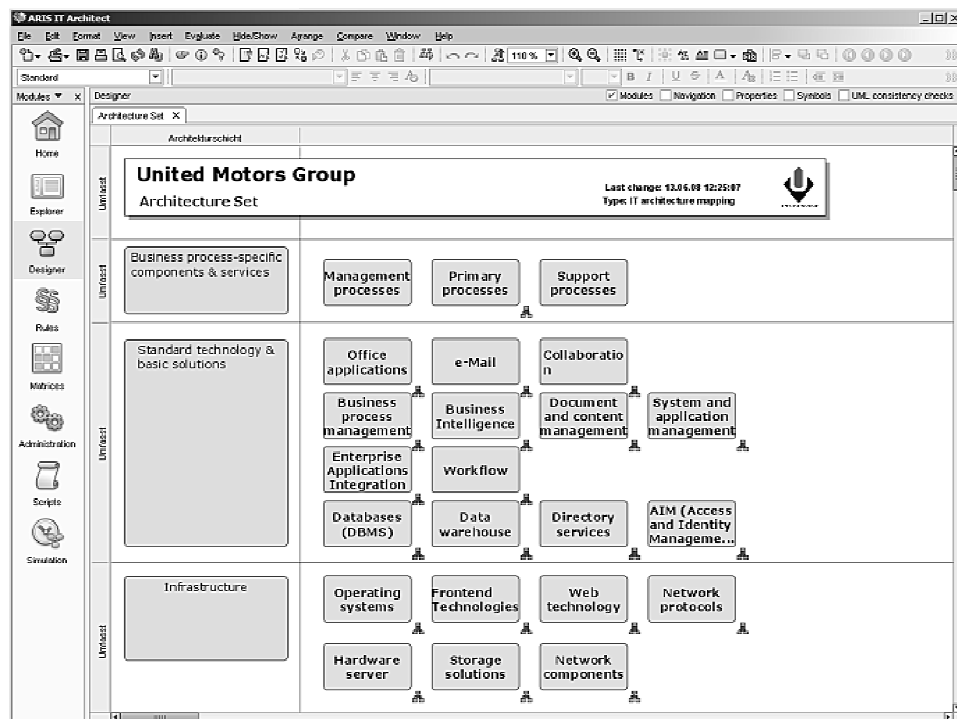 ARIS IT Architect
File Edit Format View Insert Evaluate Hide/Show Arrange Compare Window Help
110 %
Standard
B I U S A
Modules x Designer Modules Navigation Properties Symbols UML consistency checks
Architecture Set X
Home
Explorer
Designer
Rules
Matrices
Administration
Scripts
Simulation
Architekturschicht
Umfasst
United Motors Group
Architecture Set
Last change: 13.06.08 12:25:07
Type: IT architecture mapping
Umfasst
Business process-specific
components & services
Management
processes
Primary
processes
Support
processes
Umfasst
Standard technology &
basic solutions
Office
applications
e-Mail
Collaboratio
n
Business
process
management
Business
Intelligence
Document
and content
management
System and
application
management
Enterprise
Applications
Integration
Workflow
Databases
(DBMS)
Data
warehouse
Directory
services
AIM (Access
and Identity
Manageme...
Umfasst
Infrastructure
Operating
systems
Frontend
Technologies
Web
technology
Network
protocols
Hardware
server
Storage
solutions
Network
components